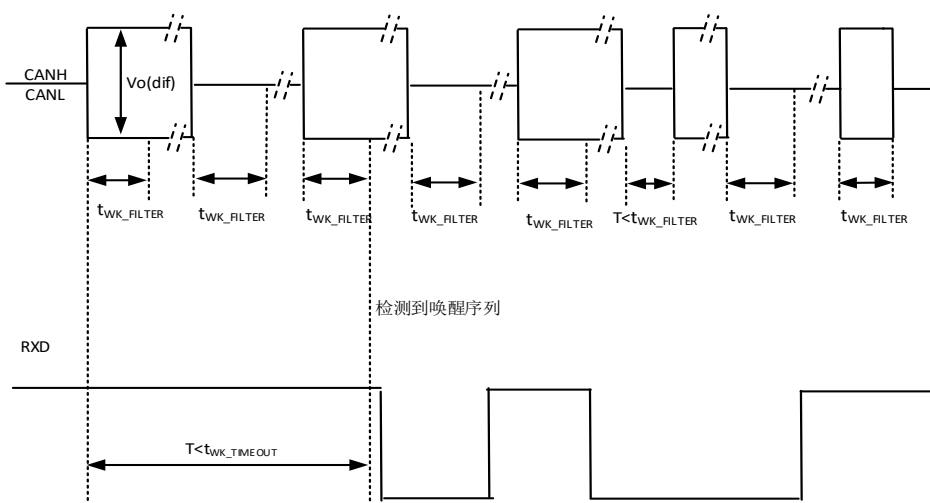 CANH
CANL
Vo(dif)
tWK_FILTER
tWK_FILTER
tWK_FILTER
tWK_FILTER
tWK_FILTER
T<tWK_FILTER
tWK_FILTER
tWK_FILTER
检测到唤醒序列
RXD
T<tWK_TIMEOUT